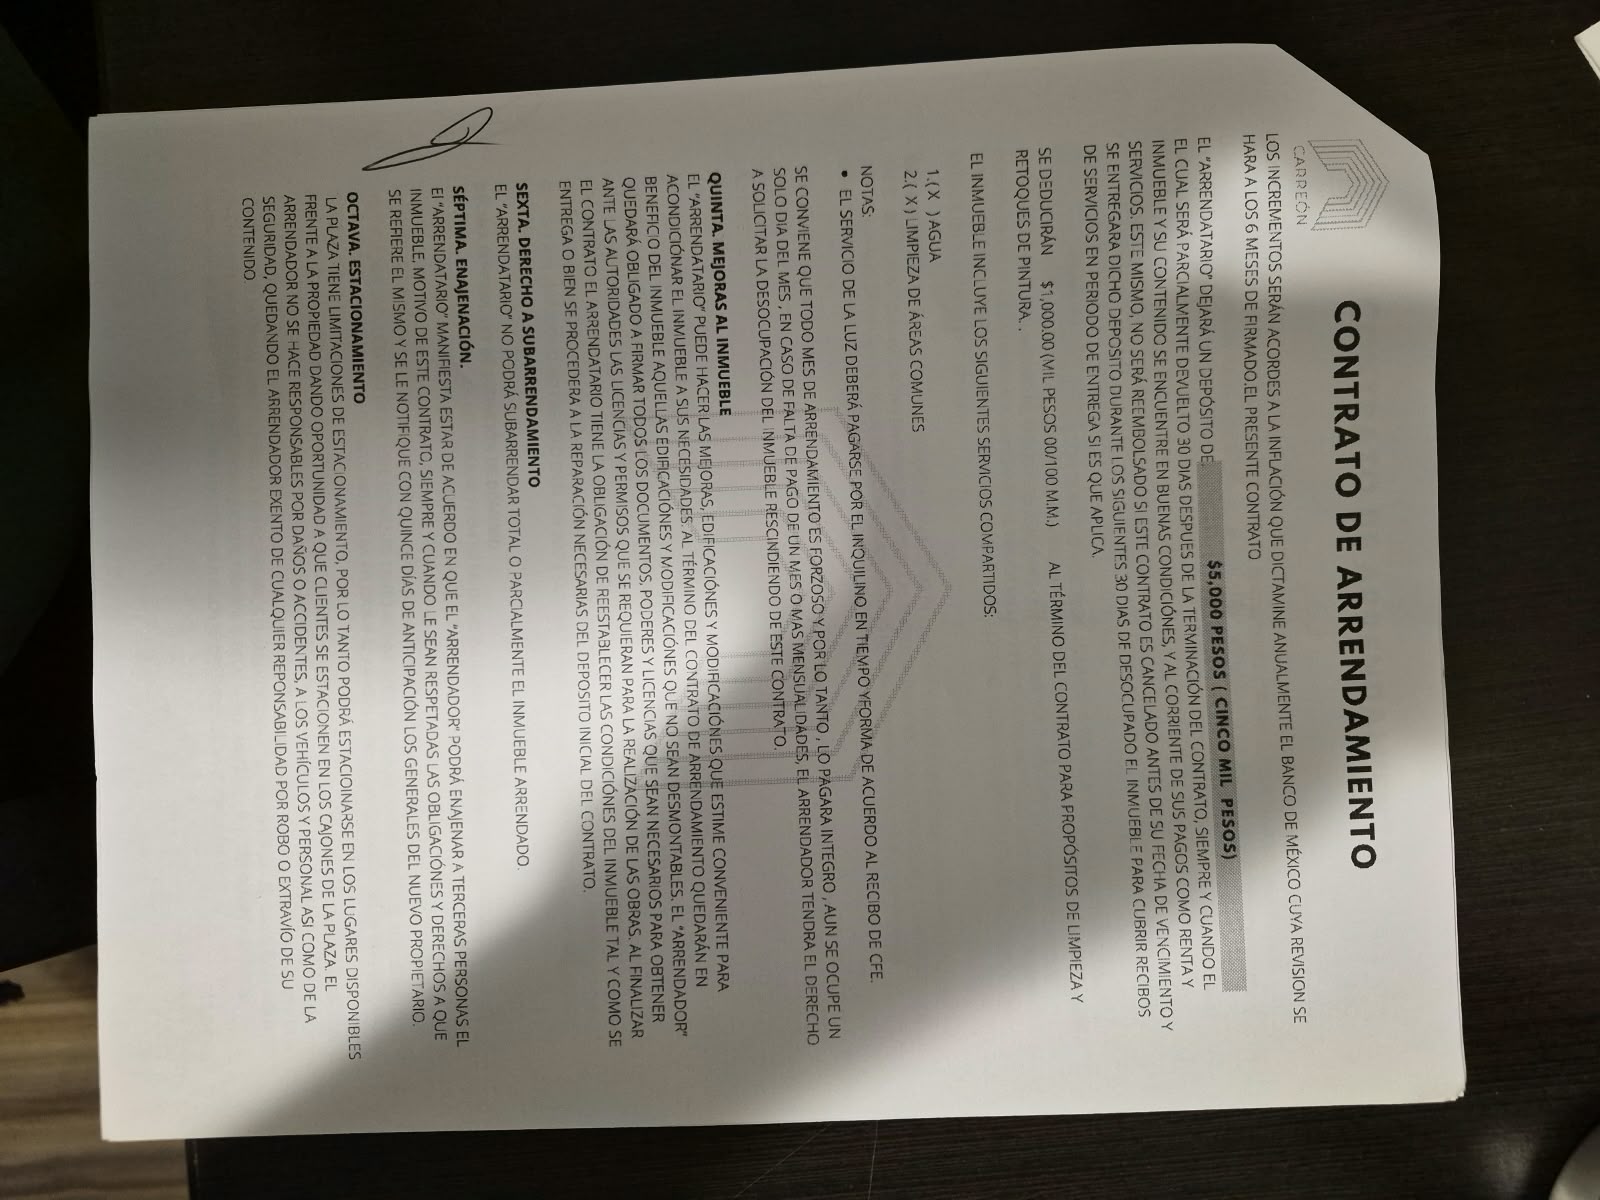 CARREÓN
CONTRATO DE ARRENDAMIENTO
LOS INCREMENTOS SERÁN ACORDES A LA INFLACIÓN QUE DICTAMINE ANUALMENTE EL BANCO DE MÉXICO CUYA REVISION SE
HARA A LOS 6 MESES DE FIRMADO,EL PRESENTE CONTRATO
EL "ARRENDATARIO" DEJARÁ UN DEPÓSITO DE $5,000 PESOS ( CINCO MIL PESOS)
EL CUAL SERÁ PARCIALMENTE DEVUELTO 30 DIAS DESPUES DE LA TERMINACIÓN DEL CONTRATO, SIEMPRE Y CUANDO EL
INMUEBLE Y SU CONTENIDO SE ENCUENTRE EN BUENAS CONDICIÓNES, Y AL CORRIENTE DE SUS PAGOS COMO RENTA Y
SERVICIOS. ESTE MISMO, NO SERÁ REEMBOLSADO SI ESTE CONTRATO ES CANCELADO ANTES DE SU FECHA DE VENCIMIENTO Y
SE ENTREGARA DICHO DEPOSITO DURANTE LOS SIGUIENTES 30 DIAS DE DESOCUPADO EL INMUEBLE PARA CUBRIR RECIBOS
DE SERVICIOS EN PERIODO DE ENTREGA SI ES QUE APLICA.
SE DEDUCIRÁN $1,000.00 (MIL PESOS 00/100 M.M.) AL TÉRMINO DEL CONTRATO PARA PROPÓSITOS DE LIMPIEZA Y
RETOQUES DE PINTURA. .
EL INMUEBLE INCLUYE LOS SIGUIENTES SERVICIOS COMPARTIDOS:
1.(X ) AGUA
2.( X ) LIMPIEZA DE ÁREAS COMUNES
NOTAS:
• EL SERVICIO DE LA LUZ DEBERÁ PAGARSE POR EL INQUILINO EN TIEMPO YFORMA DE ACUERDO AL RECIBO DE CFE.
SE CONVIENE QUE TODO MES DE ARRENDAMIENTO ES FORZOSO Y POR LO TANTO , LO PAGARA INTEGRO , AUN SE OCUPE UN
SOLO DIA DEL MES , EN CASO DE FALTA DE PAGO DE UN MES O MAS MENSUALIDADES, EL ARRENDADOR TENDRA EL DERECHO
A SOLICITAR LA DESOCUPACIÓN DEL INMUEBLE RESCINDIENDO DE ESTE CONTRATO.
QUINTA. MEJORAS AL INMUEBLE
EL "ARRENDATARIO" PUEDE HACER LAS MEJORAS, EDIFICACIÓNES Y MODIFICACIÓNES QUE ESTIME CONVENIENTE PARA
ACONDICIÓNAR EL INMUEBLE A SUS NECESIDADES. AL TÉRMINO DEL CONTRATO DE ARRENDAMIENTO QUEDARÁN EN
BENEFICIO DEL INMUEBLE AQUELLAS EDIFICACIÓNES Y MODIFICACIÓNES QUE NO SEAN DESMONTABLES. EL "ARRENDADOR"
QUEDARÁ OBLIGADO A FIRMAR TODOS LOS DOCUMENTOS, PODERES Y LICENCIAS QUE SEAN NECESARIOS PARA OBTENER
ANTE LAS AUTORIDADES LAS LICENCIAS Y PERMISOS QUE SE REQUIERAN PARA LA REALIZACIÓN DE LAS OBRAS. AL FINALIZAR
EL CONTRATO EL ARRENDATARIO TIENE LA OBLIGACIÓN DE REESTABLECER LAS CONDICIÓNES DEL INMUEBLE TAL Y COMO SE
ENTREGA O BIEN SE PROCEDERA A LA REPARACIÓN NECESARIAS DEL DEPOSITO INICIAL DEL CONTRATO.
SEXTA. DERECHO A SUBARRENDAMIENTO
EL "ARRENDATARIO" NO PODRÁ SUBARRENDAR TOTAL O PARCIALMENTE EL INMUEBLE ARRENDADO.
SÉPTIMA. ENAJENACIÓN.
El "ARRENDATARIO" MANIFIESTA ESTAR DE ACUERDO EN QUE EL "ARRENDADOR" PODRÁ ENAJENAR A TERCERAS PERSONAS EL
INMUEBLE, MOTIVO DE ESTE CONTRATO, SIEMPRE Y CUANDO LE SEAN RESPETADAS LAS OBLIGACIÓNES Y DERECHOS A QUE
SE REFIERE EL MISMO Y SE LE NOTIFIQUE CON QUINCE DÍAS DE ANTICIPACIÓN LOS GENERALES DEL NUEVO PROPIETARIO.
OCTAVA. ESTACIONAMIENTO
LA PLAZA TIENE LIMITACIONES DE ESTACIONAMIENTO, POR LO TANTO PODRÁ ESTACIOINARSE EN LOS LUGARES DISPONIBLES
FRENTE A LA PROPIEDAD DANDO OPORTUNIDAD A QUE CLIENTES SE ESTACIONEN EN LOS CAJONES DE LA PLAZA. EL
ARRENDADOR NO SE HACE RESPONSABLES POR DAÑOS O ACCIDENTES, A LOS VEHÍCULOS Y PERSONAL ASI COMO DE LA
SEGURIDAD, QUEDANDO EL ARRENDADOR EXENTO DE CUALQUIER REPONSABILIDAD POR ROBO O EXTRAVÍO DE SU
CONTENIDO.